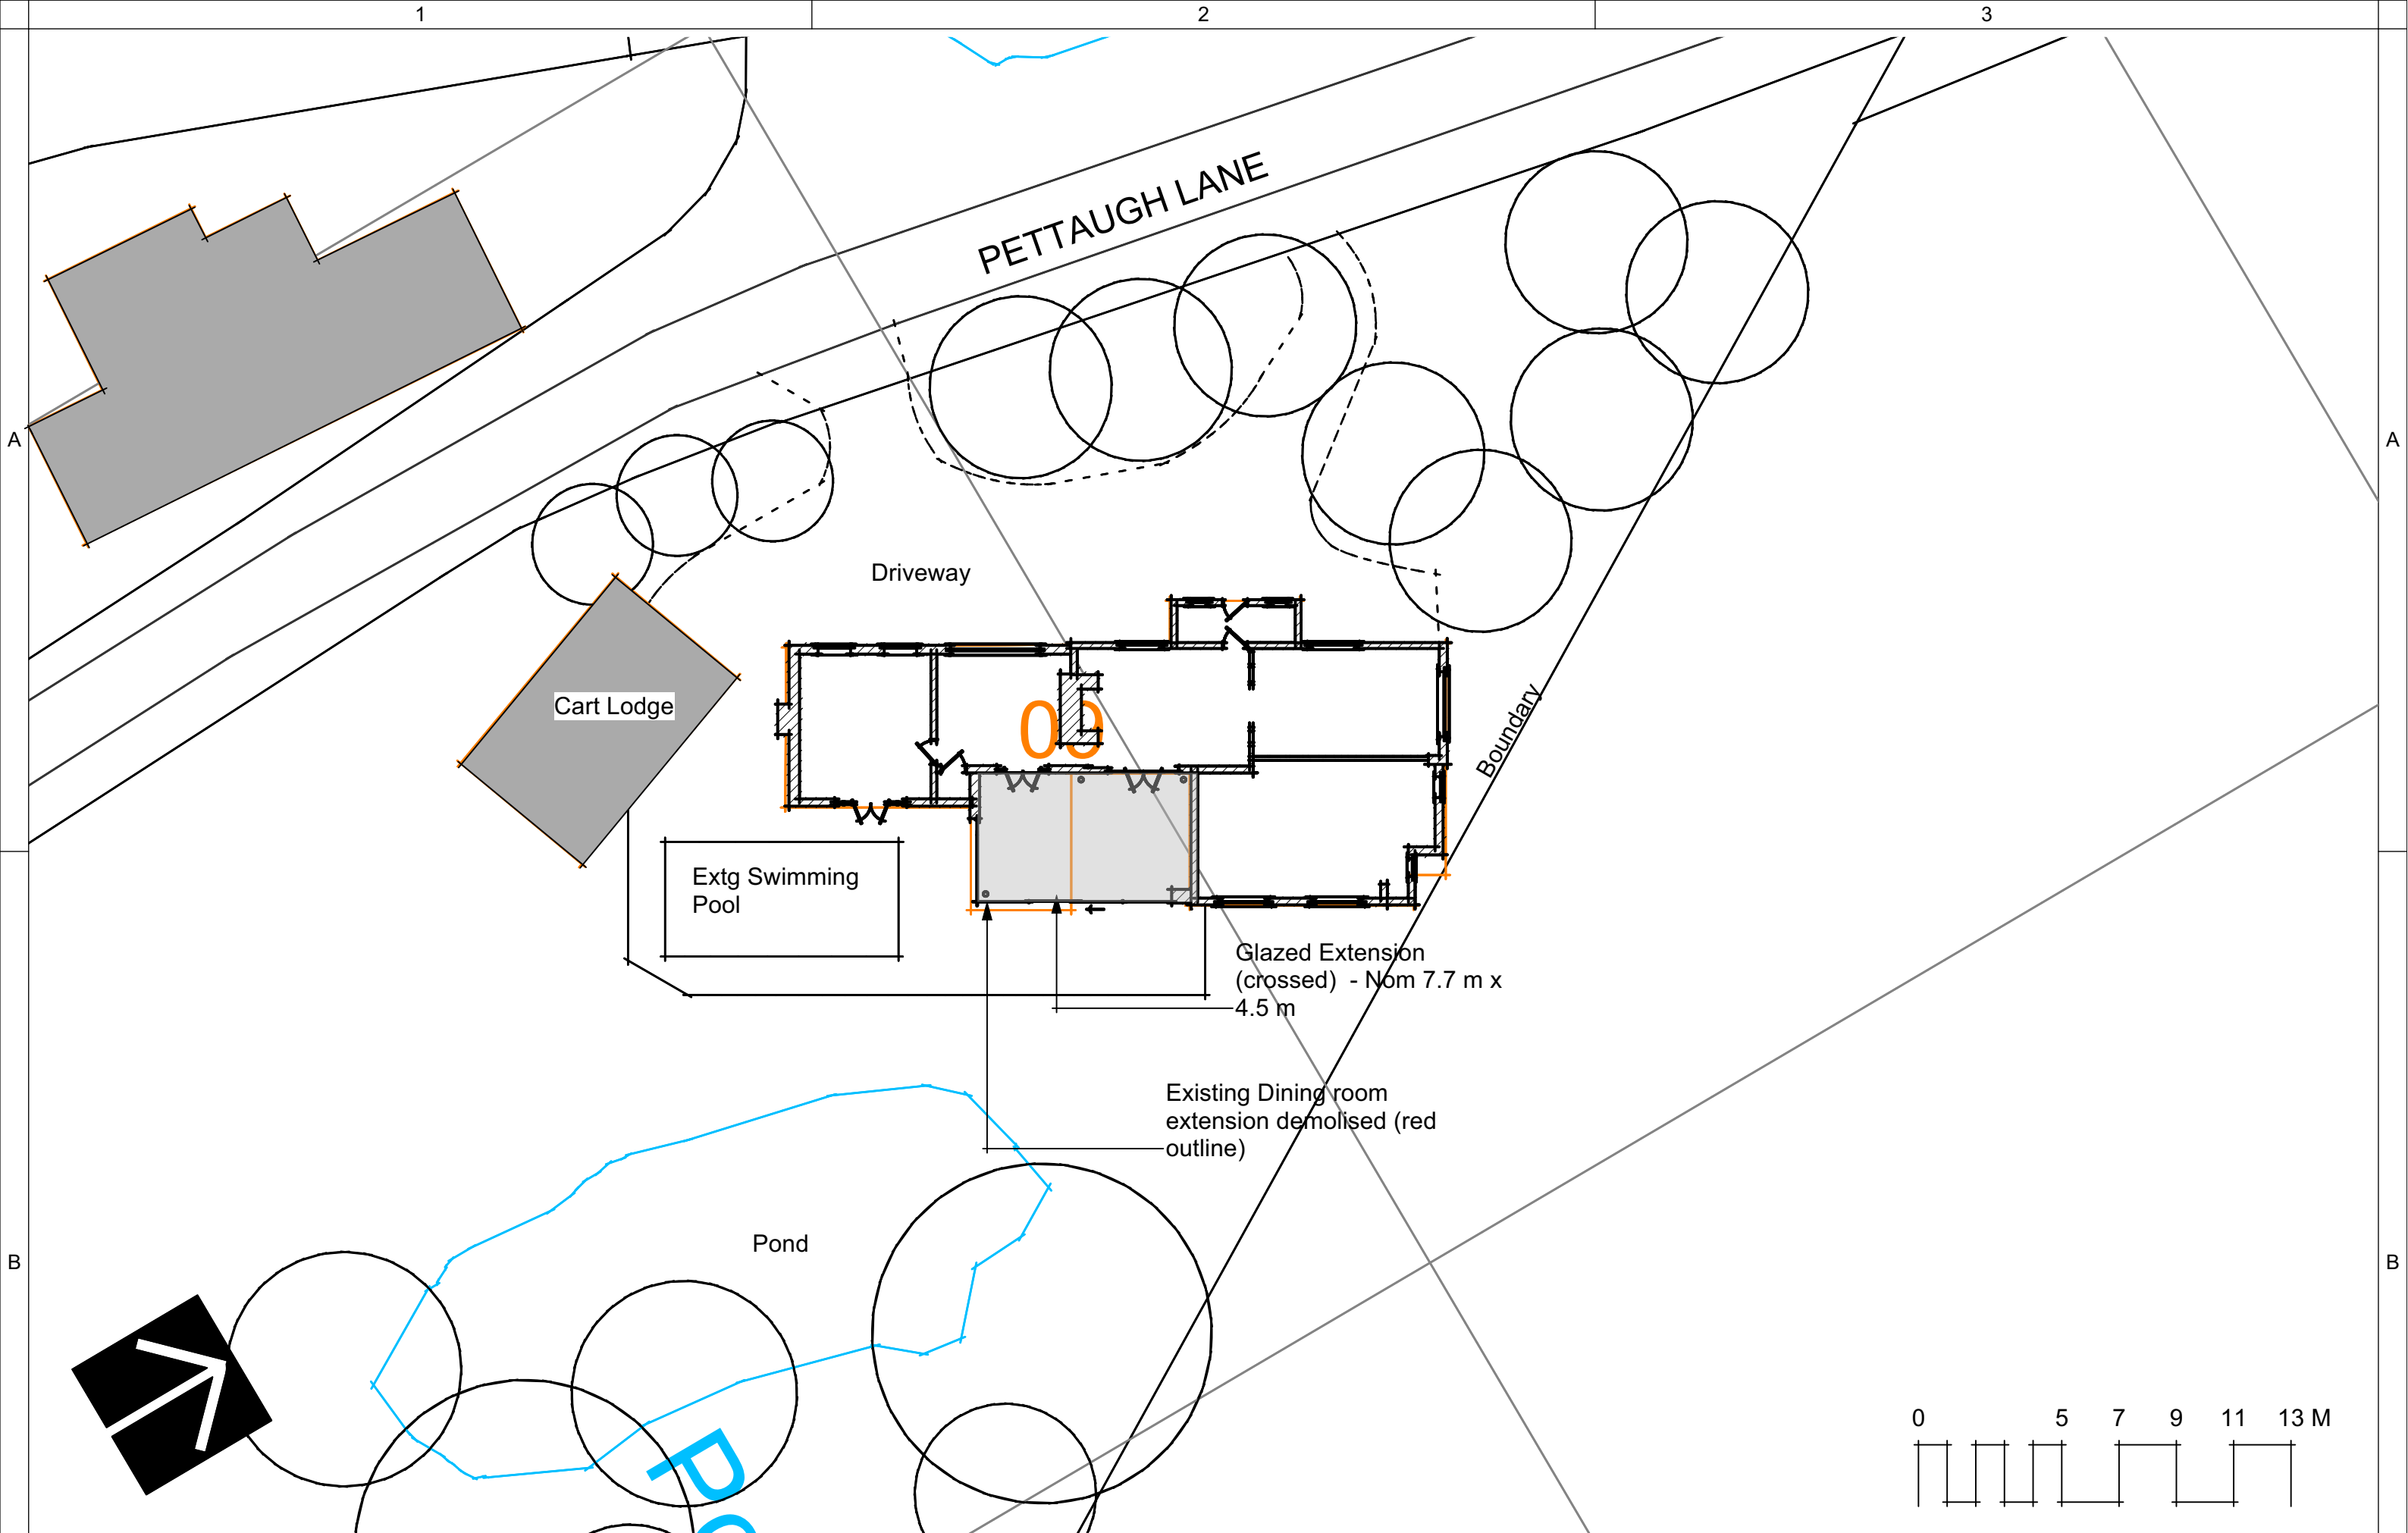 1
2
3
PETTAUGH LANE
A
A
Driveway
Cart Lodge
Boundary
Extg Swimming
Pool
Glazed Extension
(crossed)  - Nom 7.7 m x
4.5 m
Existing Dining room
extension demolised (red
outline)
Pond
B
B
0 5 7 9 11 13 M